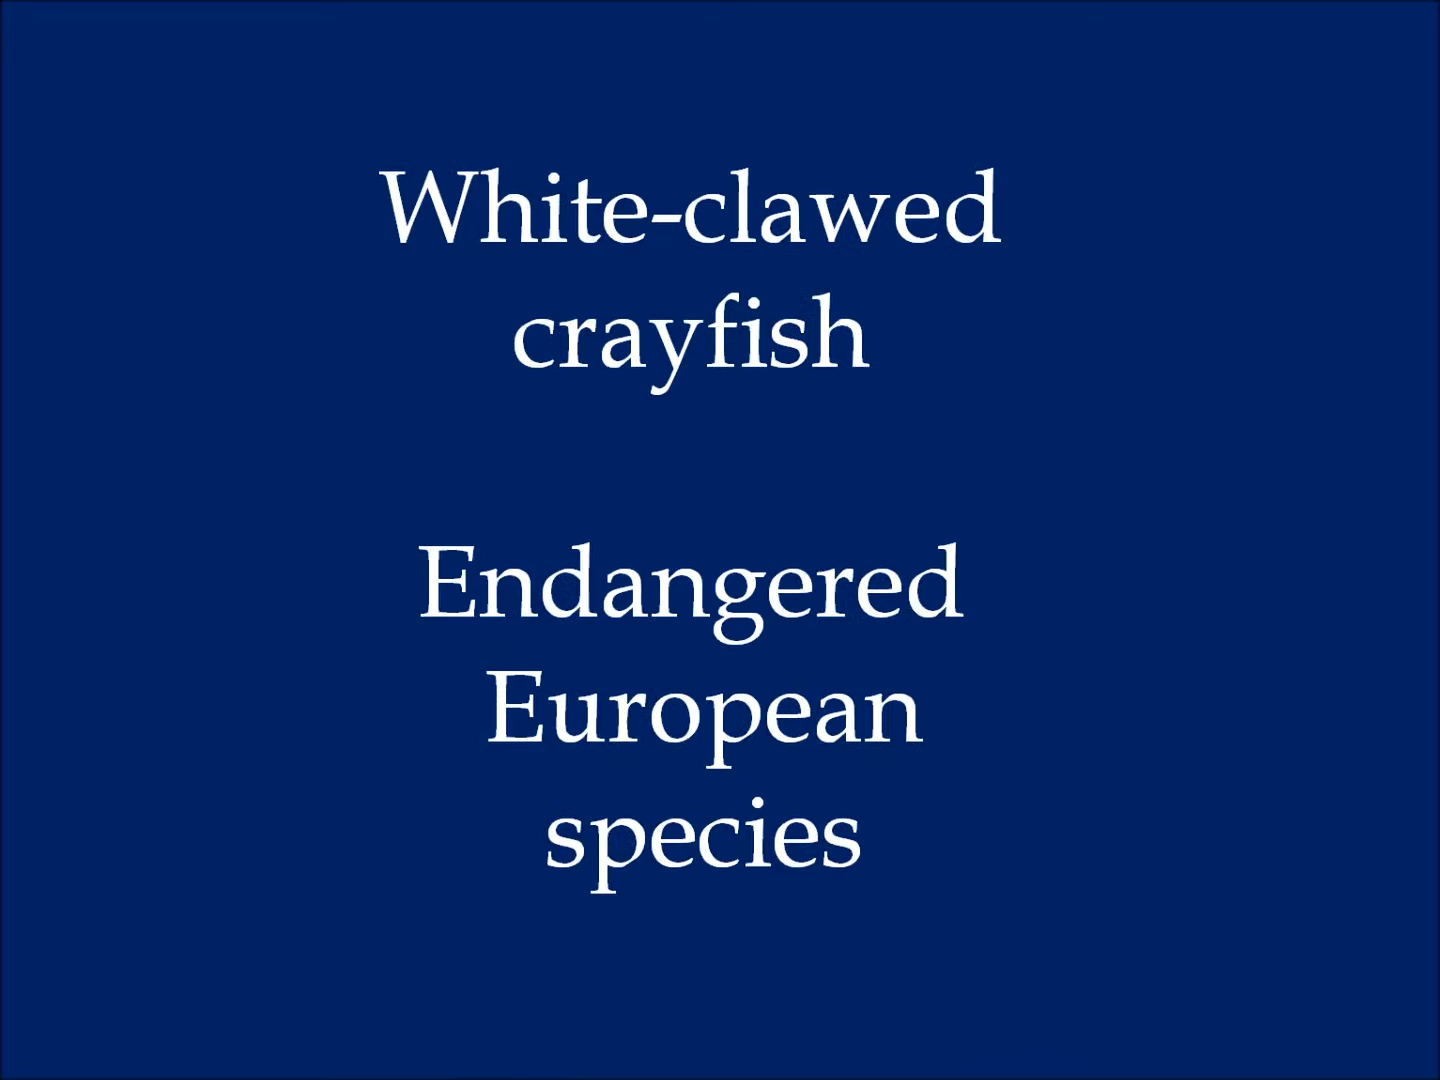 White-clawed
crayfish
Endangered
European
species